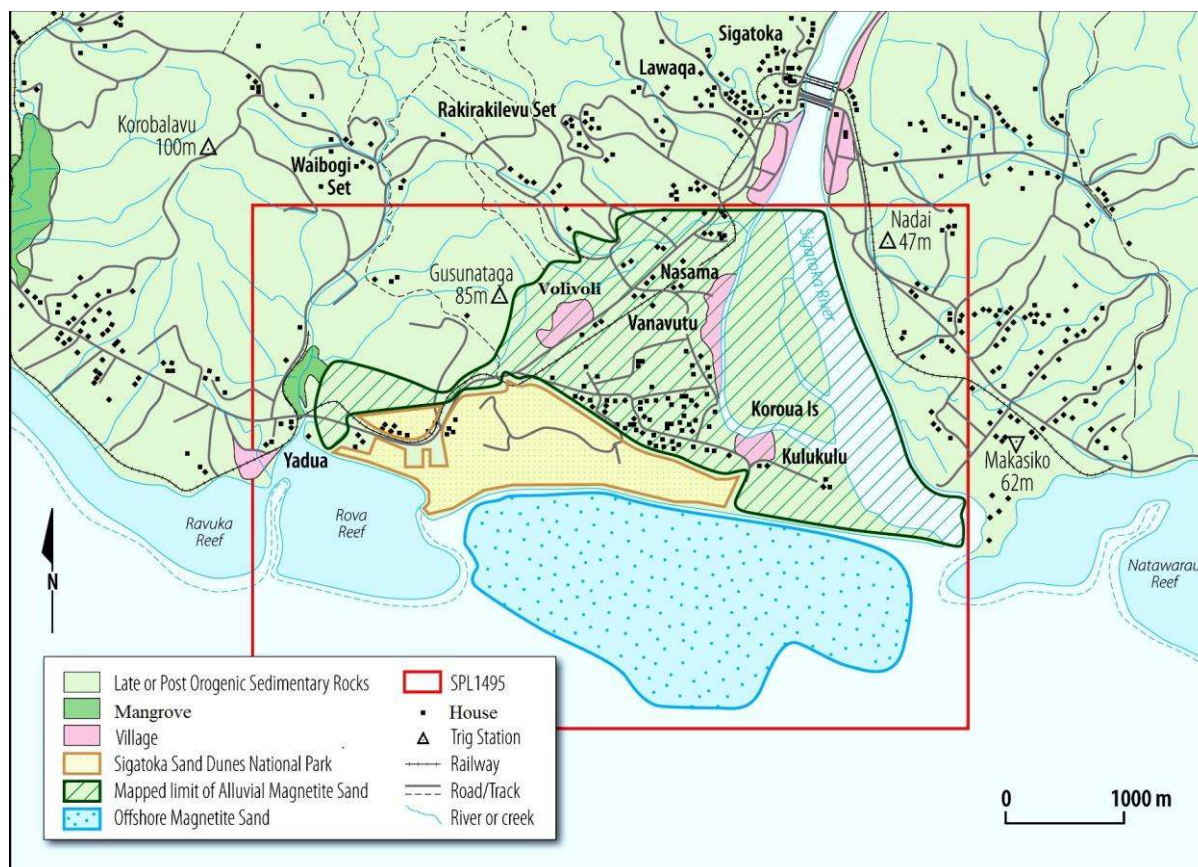 Sigatoka
Lawaqa
Rakirakilevu Set
Korobalavu
100m
Waibogi
Set
Nadai
47m
Sigatoka River
Gusunataga
85m
Volivoli
Nasama
Vanavutu
Koroua Is
Kulukulu
Makasiko
62m
Yadua
Ravuka
Reef
Rova
Reef
Natawarau
Reef
N
Late or Post Orogenic Sedimentary Rocks
Mangrove
Village
Sigatoka Sand Dunes National Park
Mapped limit of Alluvial Magnetite Sand
Offshore Magnetite Sand
SPL1495
House
Trig Station
Railway
Road/Track
River or creek
0 1000 m